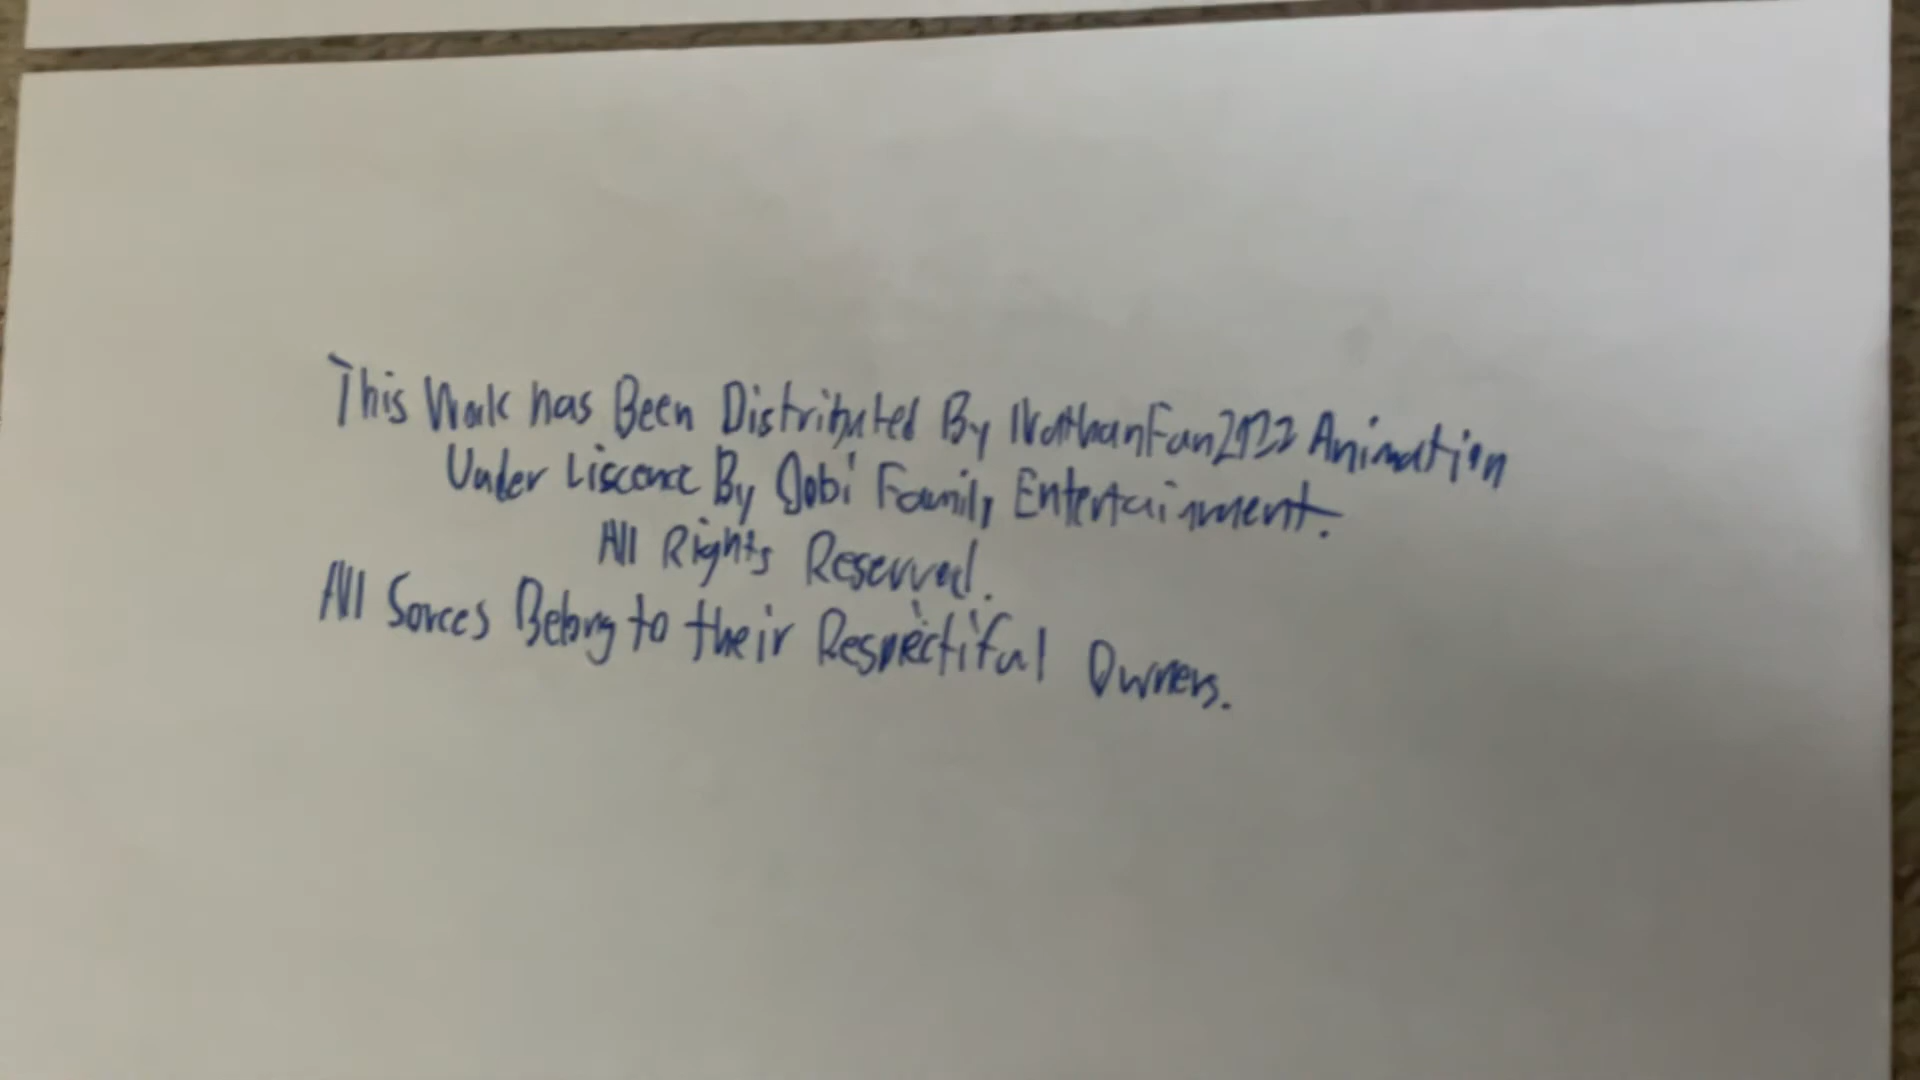 This Work has Been Distributed By NathanFan2122 Animation
Under Liscence By Jobi Family Entertainment.
All Rights Reserved.
All Sorces Belong to their Respectiful Owners.